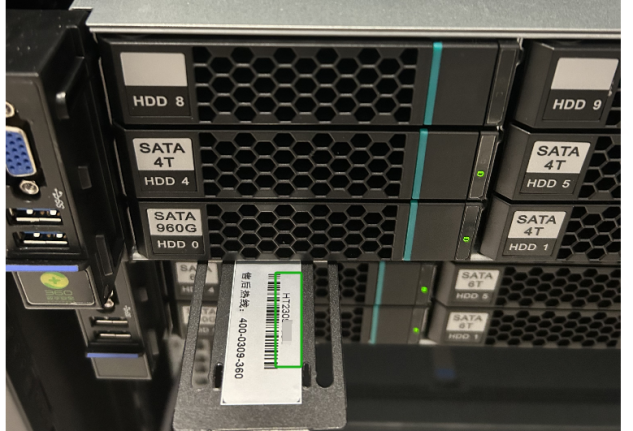 HDD 8
HDD 9
SATA
4T
HDD 4
SATA
4T
HDD 5
SATA
960G
HDD 0
SATA
4T
HDD 1
SATA
6T
HDD 5
SATA
6T
HDD 1
HT230
售后热线：400-0309-360